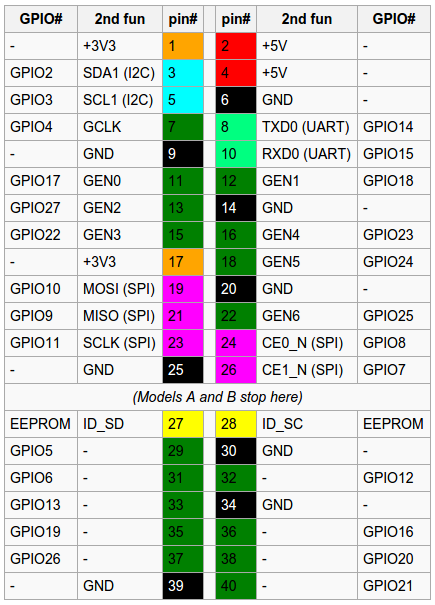 GPIO# 2nd fun pin# pin# 2nd fun GPIO#
- +3V3 1 2 +5V -
GPIO2 SDA1 (I2C) 3 4 +5V -
GPIO3 SCL1 (I2C) 5 6 GND -
GPIO4 GCLK 7 8 TXD0 (UART) GPIO14
- GND 9 10 RXD0 (UART) GPIO15
GPIO17 GEN0 11 12 GEN1 GPIO18
GPIO27 GEN2 13 14 GND -
GPIO22 GEN3 15 16 GEN4 GPIO23
- +3V3 17 18 GEN5 GPIO24
GPIO10 MOSI (SPI) 19 20 GND -
GPIO9 MISO (SPI) 21 22 GEN6 GPIO25
GPIO11 SCLK (SPI) 23 24 CE0_N (SPI) GPIO8
- GND 25 26 CE1_N (SPI) GPIO7
(Models A and B stop here)
EEPROM ID_SD 27 28 ID_SC EEPROM
GPIO5 - 29 30 GND -
GPIO6 - 31 32 - GPIO12
GPIO13 - 33 34 GND -
GPIO19 - 35 36 - GPIO16
GPIO26 - 37 38 - GPIO20
- GND 39 40 - GPIO21